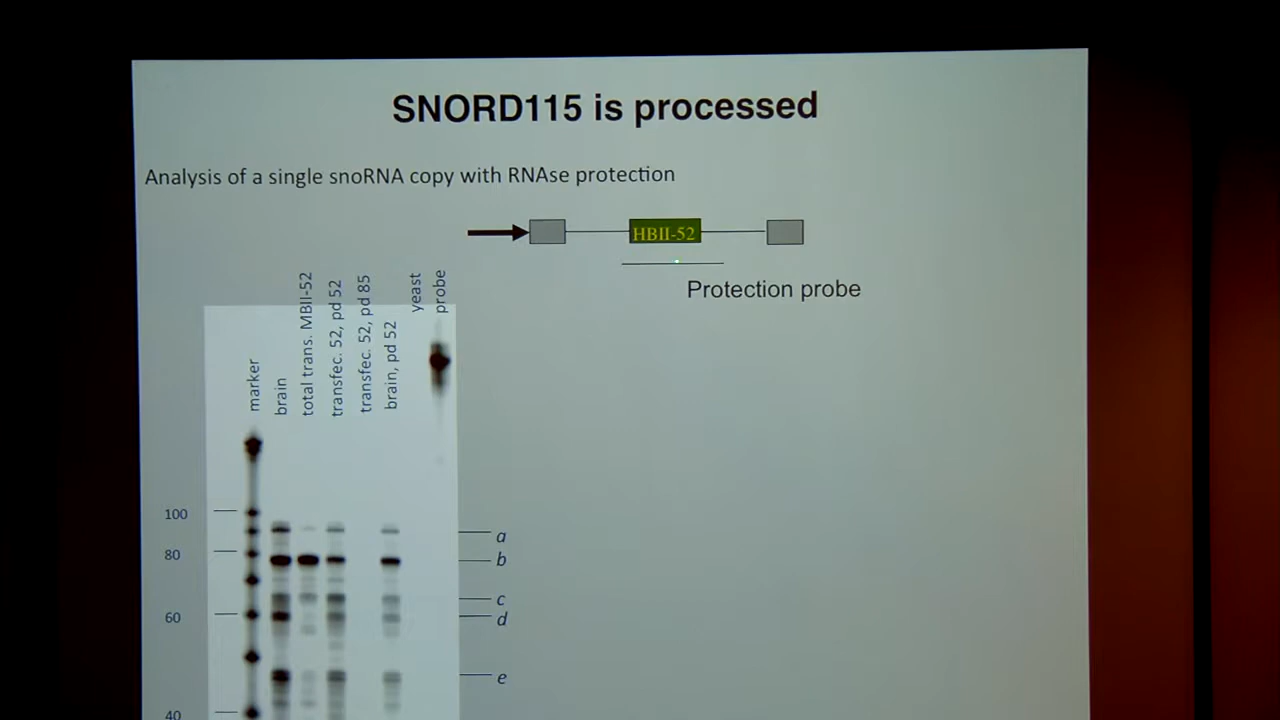 SNORD115 is processed
Analysis of a single snoRNA copy with RNAse protection
HBII-52
Protection probe
marker
brain
total trans. MBII-52
transfec. 52, pd 52
transfec. 52, pd 85
brain, pd 52
yeast
probe
100
80
60
40
a
b
c
d
e